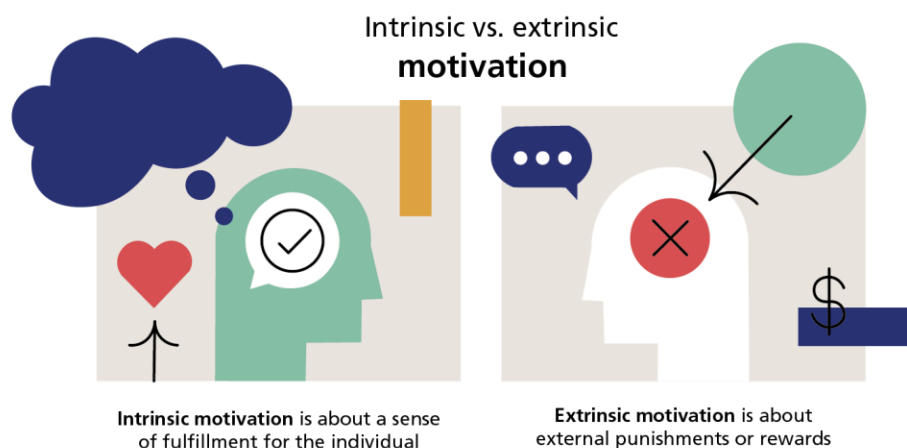 Intrinsic vs. extrinsic
motivation
$
Intrinsic motivation is about a sense
of fulfillment for the individual
Extrinsic motivation is about
external punishments or rewards